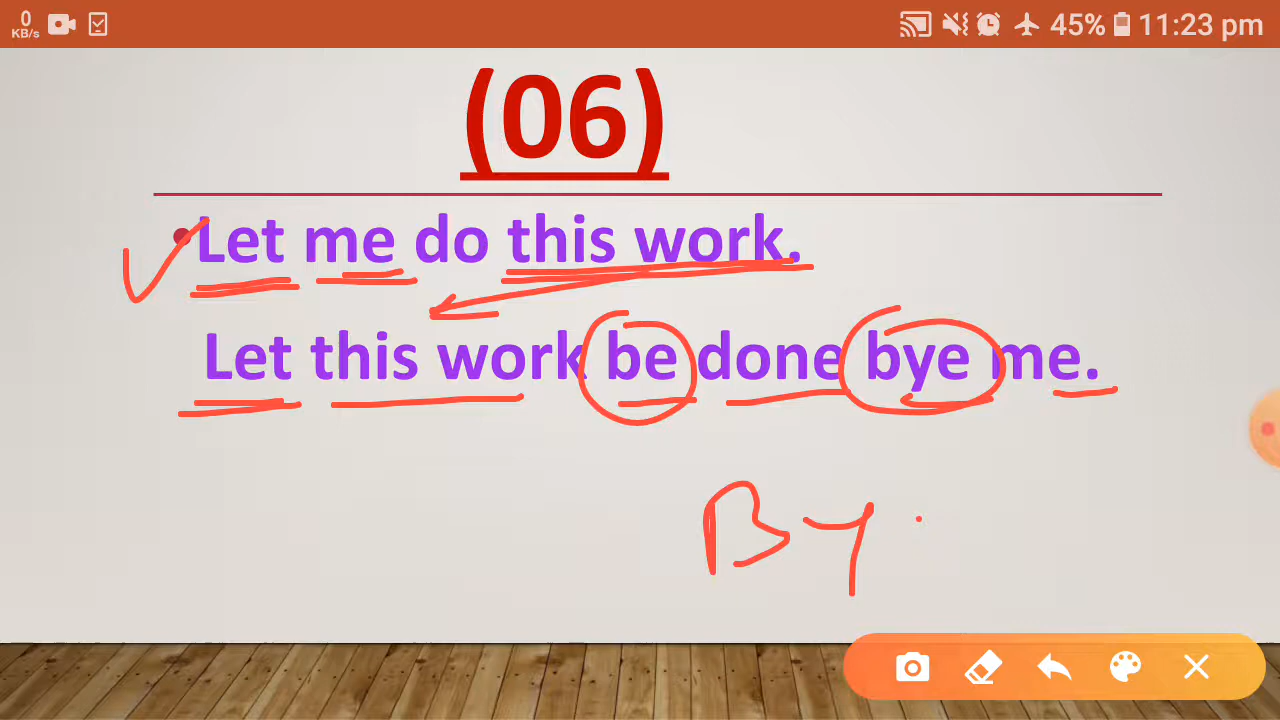 0
KB/s
45% 11:23 pm
(06)
Let me do this work.
Let this work be done bye me.
By